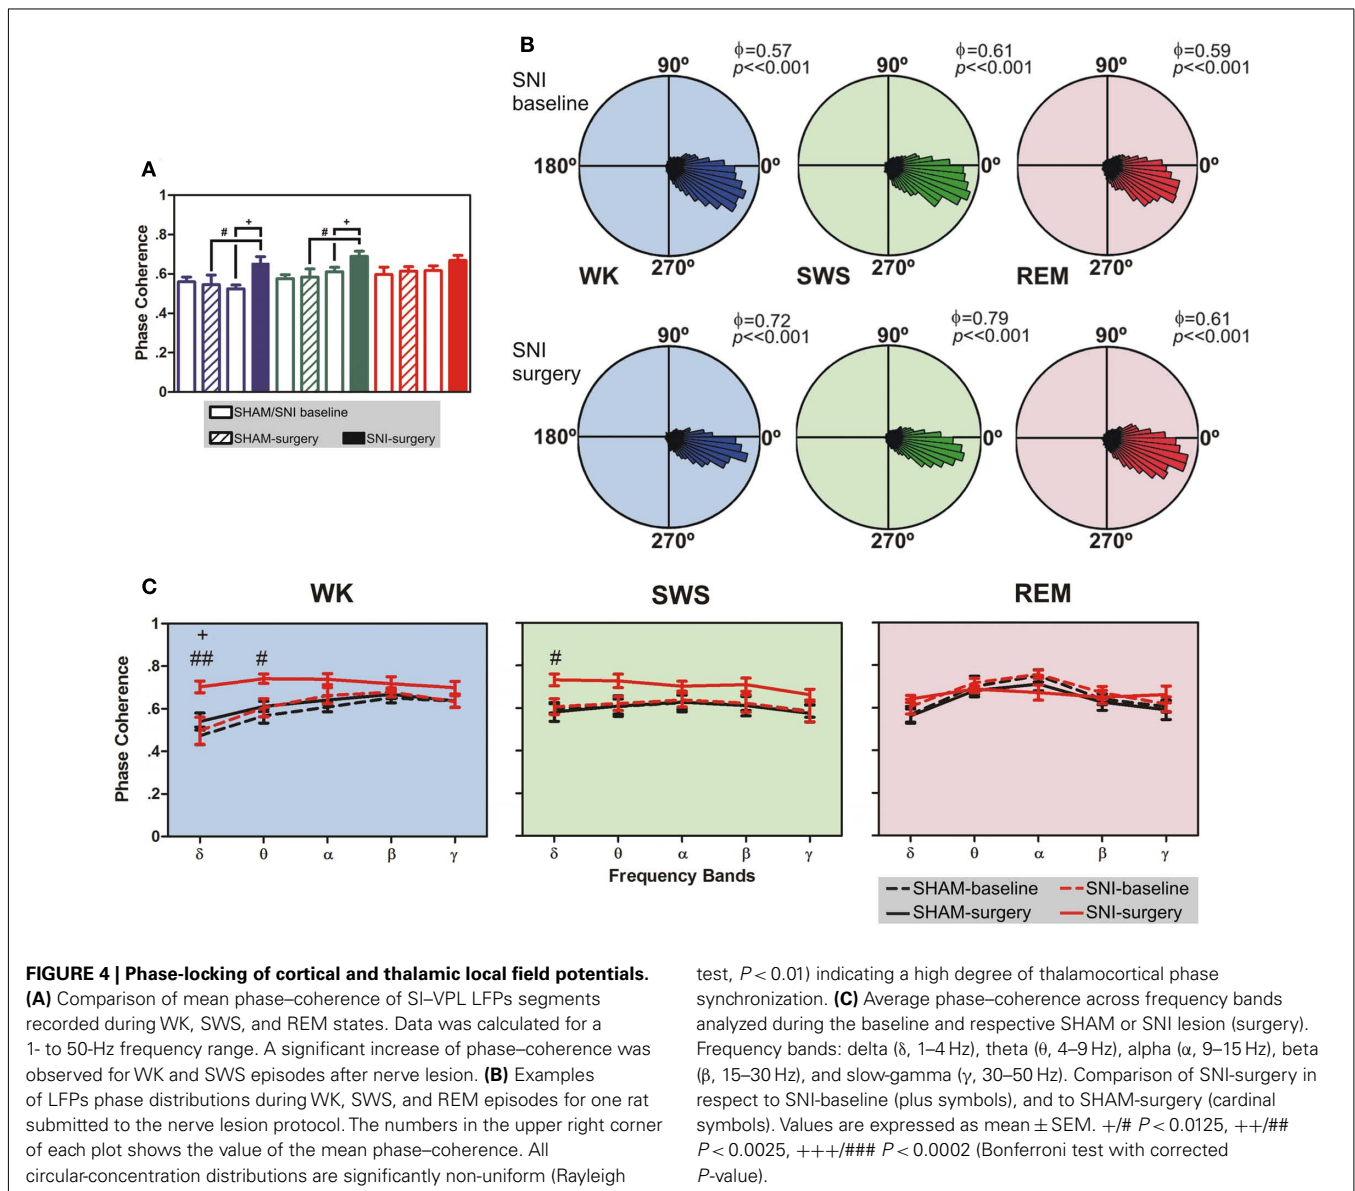 A
1
.8
.6
.4
.2
0
Phase Coherence
#
+
#
+
SHAM/SNI baseline
SHAM-surgery
SNI-surgery
B
SNI
baseline
ϕ=0.57
p<<0.001
90º
180º
0º
270º
WK
ϕ=0.61
p<<0.001
90º
0º
270º
SWS
ϕ=0.59
p<<0.001
90º
0º
270º
REM
SNI
surgery
ϕ=0.72
p<<0.001
90º
180º
0º
270º
ϕ=0.79
p<<0.001
90º
0º
270º
ϕ=0.61
p<<0.001
90º
0º
270º
C
WK
SWS
REM
1
.8
.6
.4
.2
0
Phase Coherence
+
##
#
#
δ θ α β γ
δ θ α β γ
δ θ α β γ
Frequency Bands
SHAM-baseline
SNI-baseline
SHAM-surgery
SNI-surgery
FIGURE 4 | Phase-locking of cortical and thalamic local field potentials.
(A) Comparison of mean phase–coherence of SI–VPL LFPs segments
recorded during WK, SWS, and REM states. Data was calculated for a
1- to 50-Hz frequency range. A significant increase of phase–coherence was
observed for WK and SWS episodes after nerve lesion. (B) Examples
of LFPs phase distributions during WK, SWS, and REM episodes for one rat
submitted to the nerve lesion protocol. The numbers in the upper right corner
of each plot shows the value of the mean phase–coherence. All
circular-concentration distributions are significantly non-uniform (Rayleigh
test, P < 0.01) indicating a high degree of thalamocortical phase
synchronization. (C) Average phase–coherence across frequency bands
analyzed during the baseline and respective SHAM or SNI lesion (surgery).
Frequency bands: delta (δ, 1–4 Hz), theta (θ, 4–9 Hz), alpha (α, 9–15 Hz), beta
(β, 15–30 Hz), and slow-gamma (γ, 30–50 Hz). Comparison of SNI-surgery in
respect to SNI-baseline (plus symbols), and to SHAM-surgery (cardinal
symbols). Values are expressed as mean ± SEM. +/# P < 0.0125, ++/##
P < 0.0025, +++/### P < 0.0002 (Bonferroni test with corrected
P-value).